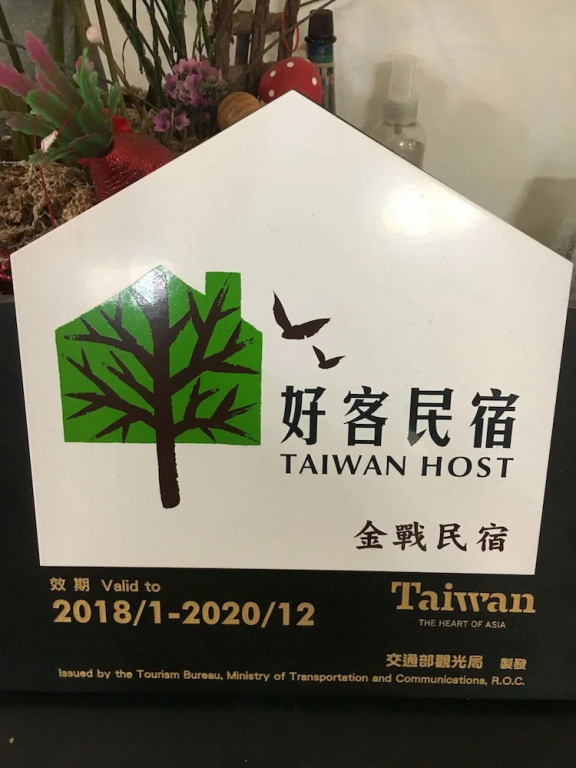 好客民宿
TAIWAN HOST
金戰民宿
效期 Valid to
2018/1-2020/12
Taiwan
THE HEART OF ASIA
交通部觀光局 製發
Issued by the Tourism Bureau, Ministry of Transportation and Communications, R.O.C.